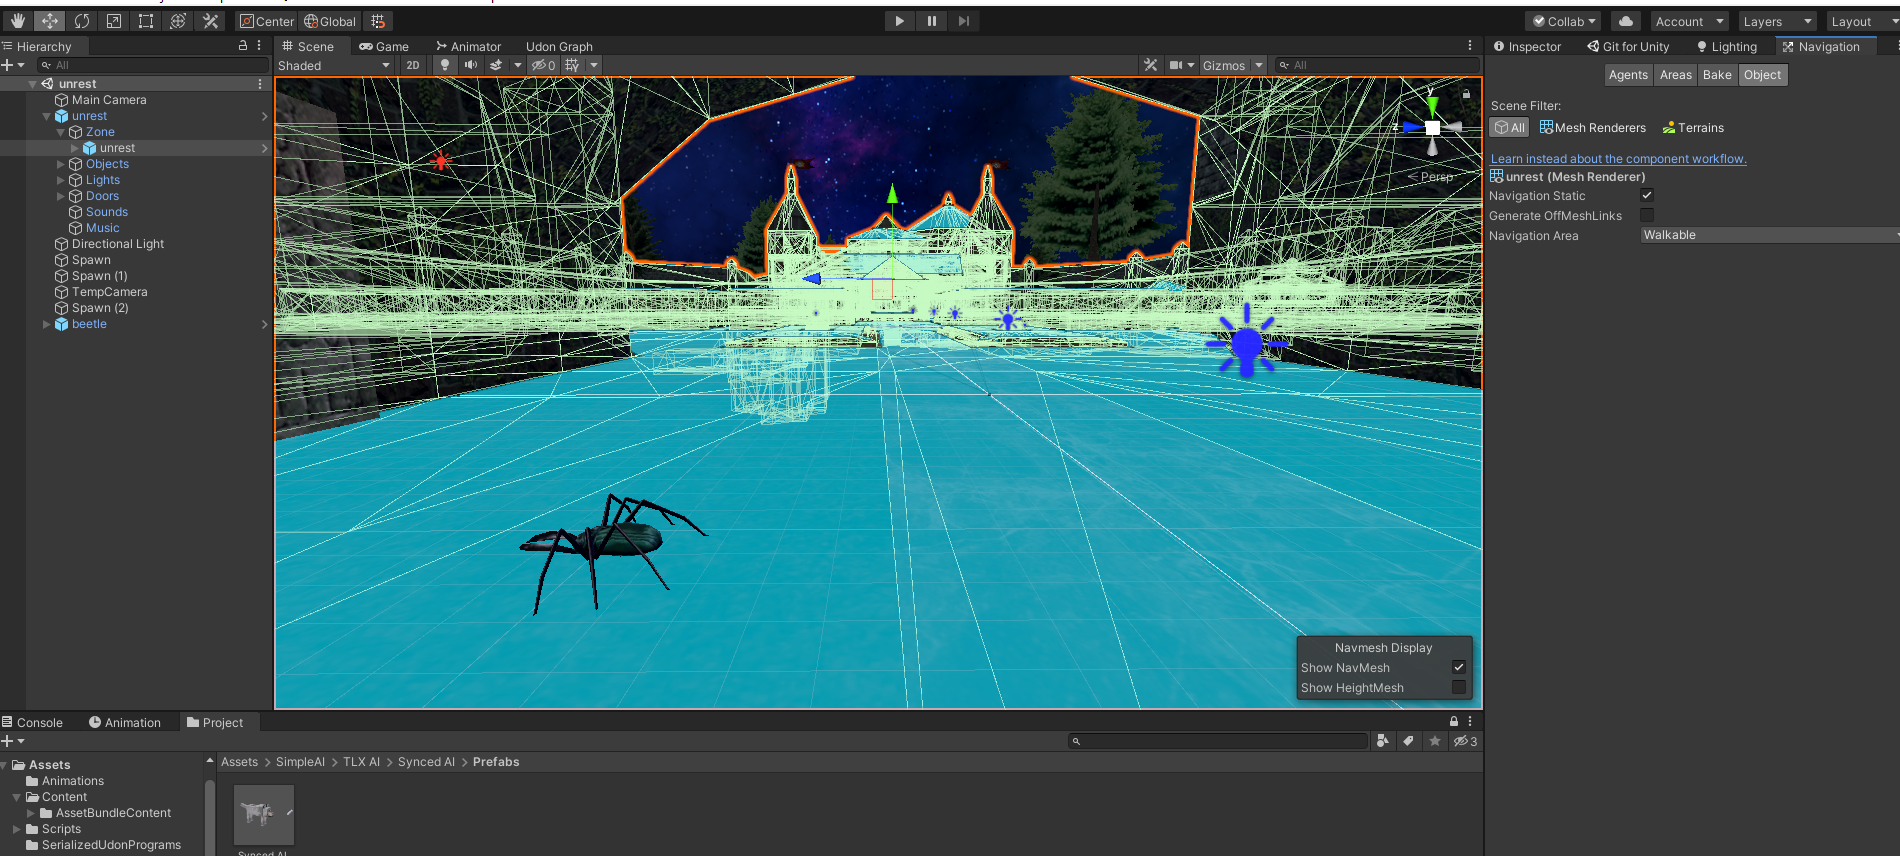 Center
Global
Collab
Account
Layers
Layout
Hierarchy
Scene
Game
Animator
Udon Graph
Inspector
Git for Unity
Lighting
Navigation
All
Shaded
2D
0
Gizmos
All
Agents
Areas
Bake
Object
unrest
Main Camera
unrest
Zone
unrest
Objects
Lights
Doors
Sounds
Music
Directional Light
Spawn
Spawn (1)
TempCamera
Spawn (2)
beetle
y
z
Persp
Scene Filter:
All
Mesh Renderers
Terrains
Learn instead about the component workflow.
unrest (Mesh Renderer)
Navigation Static
Generate OffMeshLinks
Navigation Area
Walkable
Navmesh Display
Show NavMesh
Show HeightMesh
Console
Animation
Project
3
Assets
Animations
Content
AssetBundleContent
Scripts
SerializedUdonPrograms
Assets > SimpleAI > TLX AI > Synced AI > Prefabs
Synced AI